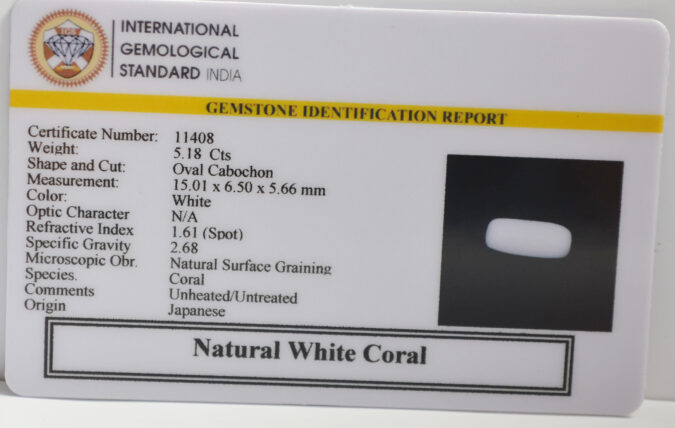 IGS
INTERNATIONAL
GEMOLOGICAL
STANDARD INDIA
GEMSTONE IDENTIFICATION REPORT
Certificate Number: 11408
Weight: 5.18 Cts
Shape and Cut: Oval Cabochon
Measurement: 15.01 x 6.50 x 5.66 mm
Color: White
Optic Character N/A
Refractive Index 1.61 (Spot)
Specific Gravity 2.68
Microscopic Obr. Natural Surface Graining
Species. Coral
Comments Unheated/Untreated
Origin Japanese
Natural White Coral